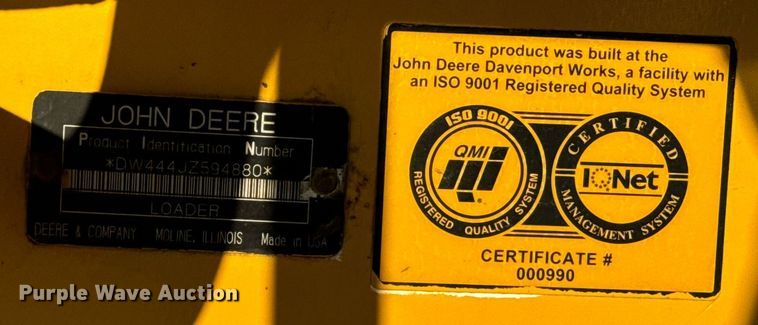 JOHN DEERE
Product Identification Number
*DW444JZ594880*
LOADER
DEERE & COMPANY MOLINE, ILLINOIS Made in USA
This product was built at the
John Deere Davenport Works, a facility with
an ISO 9001 Registered Quality System
ISO 9001
QMI
REGISTERED QUALITY SYSTEM
CERTIFIED
IQNet
MANAGEMENT SYSTEM
CERTIFICATE #
000990
Purple Wave Auction